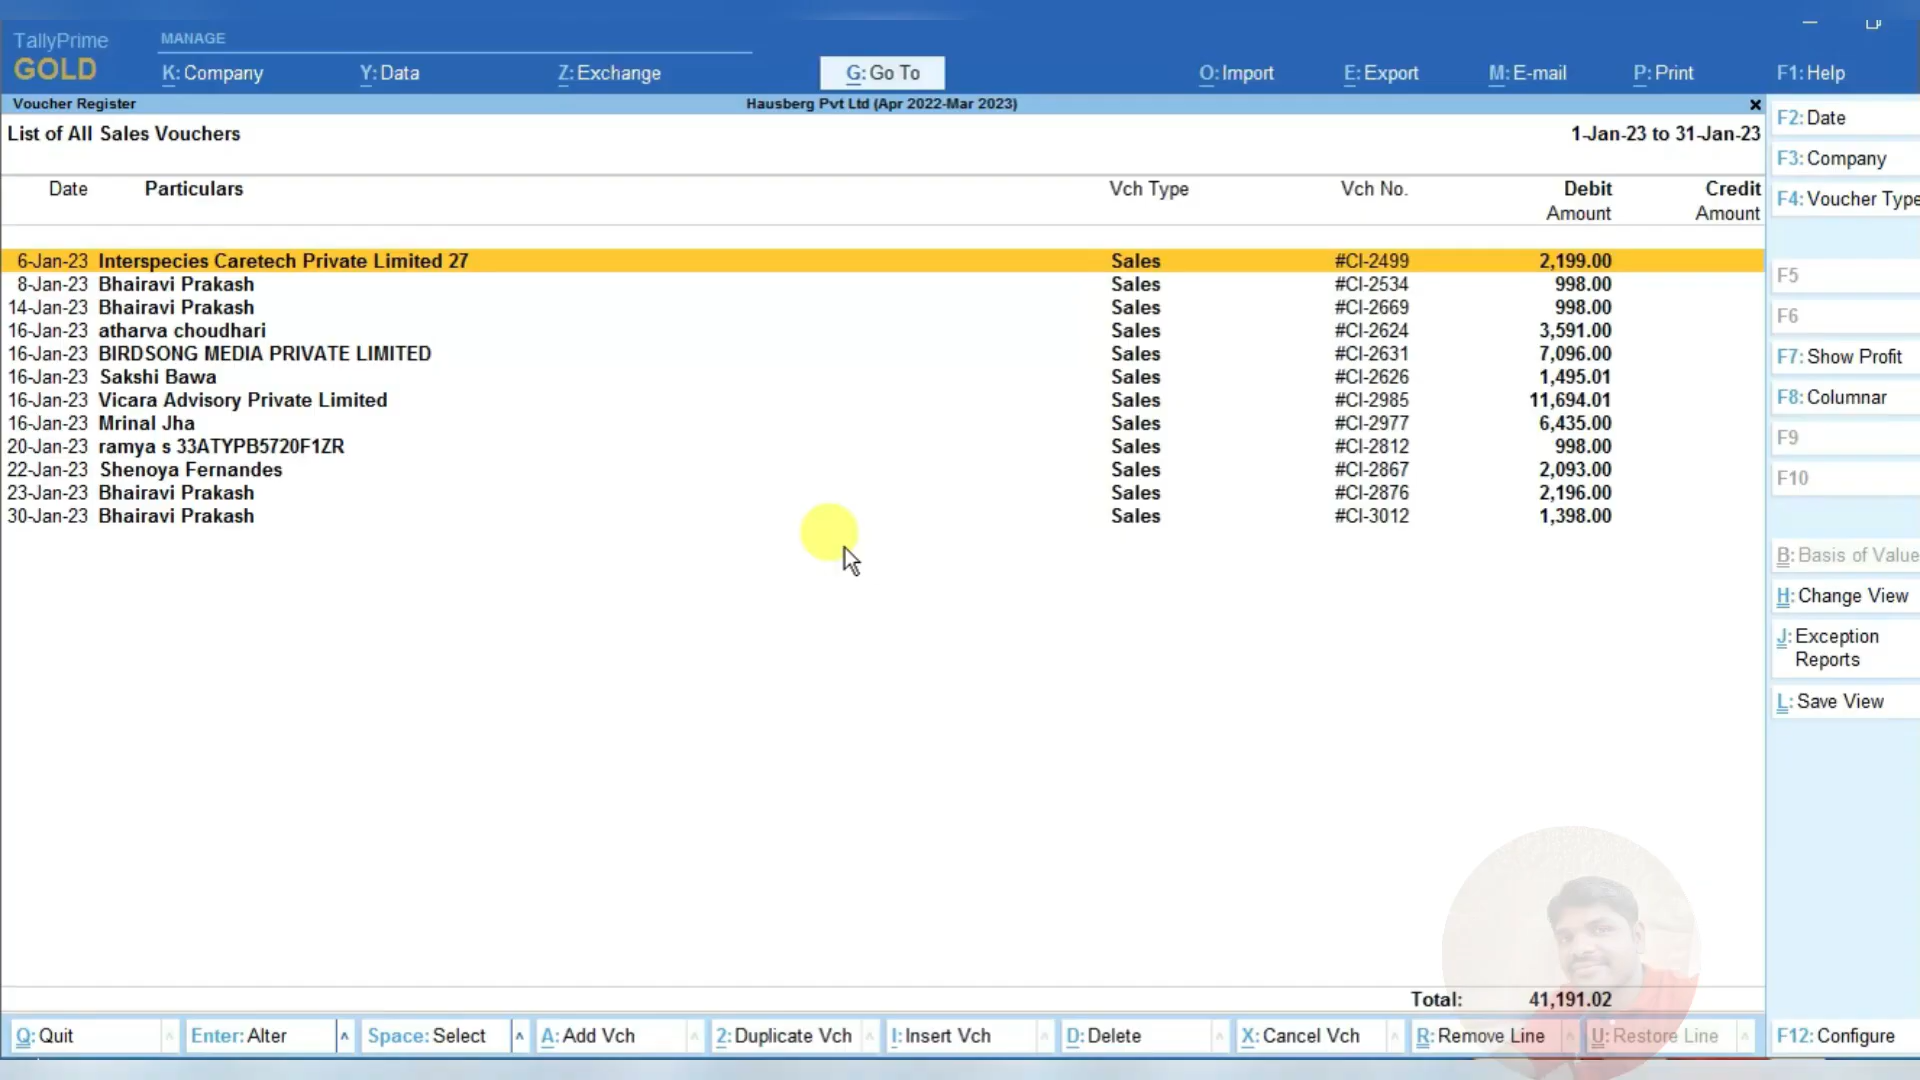 TallyPrime
GOLD
MANAGE
K: Company
Y: Data
Z: Exchange
G: Go To
O: Import
E: Export
M: E-mail
P: Print
F1: Help
Voucher Register
Hausberg Pvt Ltd (Apr 2022-Mar 2023)
List of All Sales Vouchers
1-Jan-23 to 31-Jan-23
Date Particulars Vch Type Vch No. Debit Credit
Amount Amount
6-Jan-23 Interspecies Caretech Private Limited 27 Sales #CI-2499 2,199.00
8-Jan-23 Bhairavi Prakash Sales #CI-2534 998.00
14-Jan-23 Bhairavi Prakash Sales #CI-2669 998.00
16-Jan-23 atharva choudhari Sales #CI-2624 3,591.00
16-Jan-23 BIRDSONG MEDIA PRIVATE LIMITED Sales #CI-2631 7,096.00
16-Jan-23 Sakshi Bawa Sales #CI-2626 1,495.01
16-Jan-23 Vicara Advisory Private Limited Sales #CI-2985 11,694.01
16-Jan-23 Mrinal Jha Sales #CI-2977 6,435.00
20-Jan-23 ramya s 33ATYPB5720F1ZR Sales #CI-2812 998.00
22-Jan-23 Shenoya Fernandes Sales #CI-2867 2,093.00
23-Jan-23 Bhairavi Prakash Sales #CI-2876 2,196.00
30-Jan-23 Bhairavi Prakash Sales #CI-3012 1,398.00
Total: 41,191.02
F2: Date
F3: Company
F4: Voucher Type
F5
F6
F7: Show Profit
F8: Columnar
F9
F10
B: Basis of Value
H: Change View
J: Exception
Reports
L: Save View
Q: Quit
Enter: Alter
Space: Select
A: Add Vch
2: Duplicate Vch
I: Insert Vch
D: Delete
X: Cancel Vch
R: Remove Line
U: Restore Line
F12: Configure